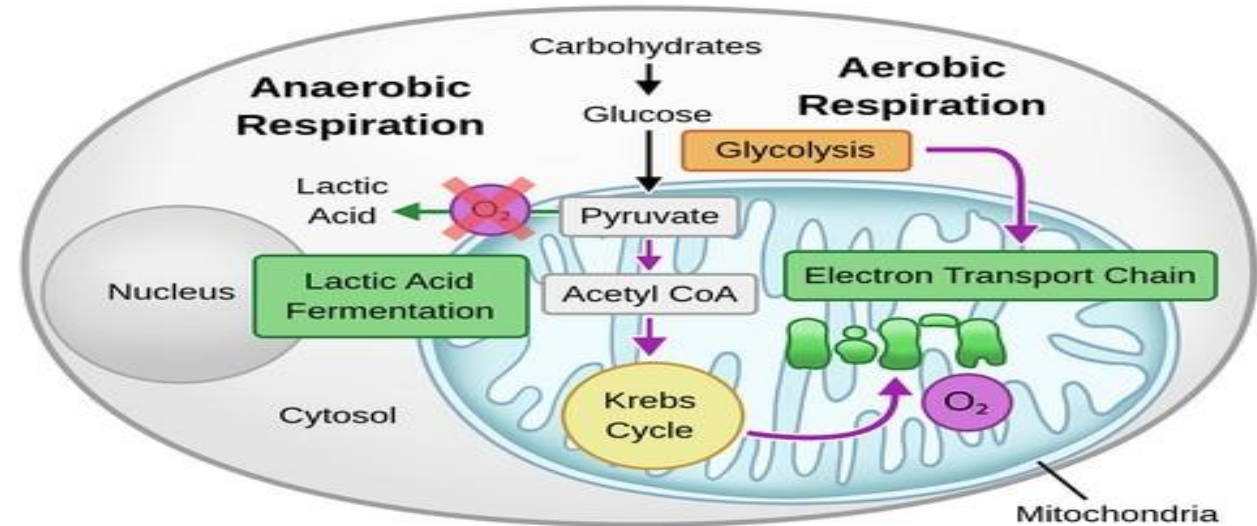 Carbohydrates
Anaerobic
Respiration
Aerobic
Respiration
Glucose
Glycolysis
Lactic
Acid
O₂
Pyruvate
Nucleus
Lactic Acid
Fermentation
Acetyl CoA
Electron Transport Chain
Cytosol
Krebs
Cycle
O₂
Mitochondria